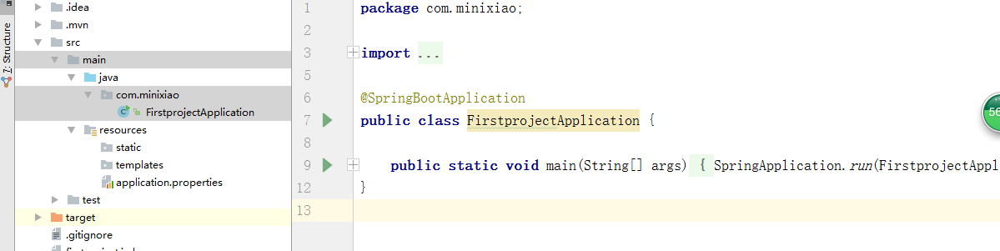 .idea
.mvn
src
main
java
com.minixiao
FirstprojectApplication
resources
static
templates
application.properties
test
target
.gitignore
7: Structure
1 package com.minixiao;
2
3 import ...
5
6 @SpringBootApplication
7 public class FirstprojectApplication {
8
9 public static void main(String[] args) { SpringApplication.run(FirstprojectAppl
12 }
13
56